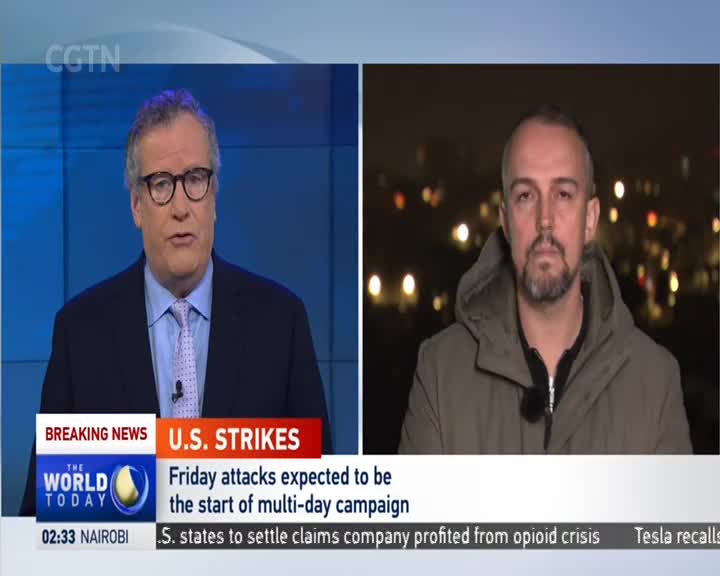 CGTN
BREAKING NEWS
U.S. STRIKES
THE
WORLD
TODAY
Friday attacks expected to be
the start of multi-day campaign
02:33 NAIROBI
.S. states to settle claims company profited from opioid crisis
Tesla recalls